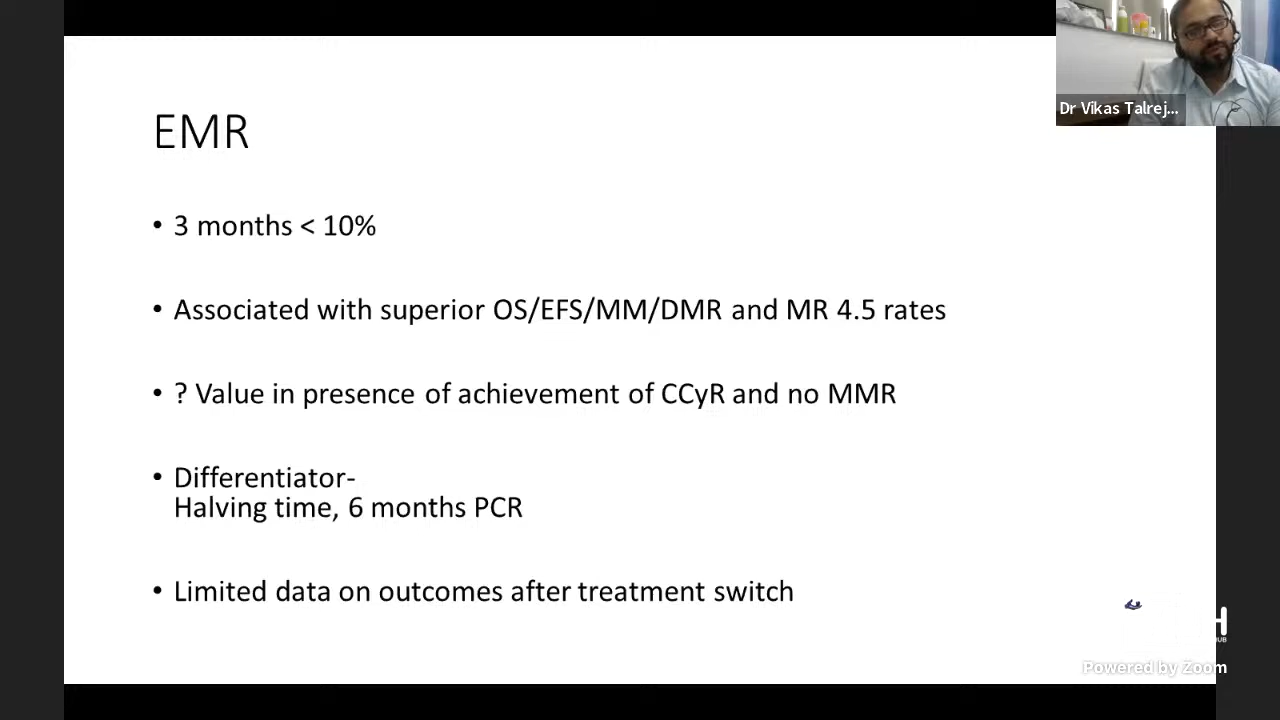 Dr Vikas Talrej...
EMR
• 3 months < 10%
• Associated with superior OS/EFS/MM/DMR and MR 4.5 rates
• ? Value in presence of achievement of CCyR and no MMR
• Differentiator-
Halving time, 6 months PCR
• Limited data on outcomes after treatment switch
H
UB
Powered by Zoom